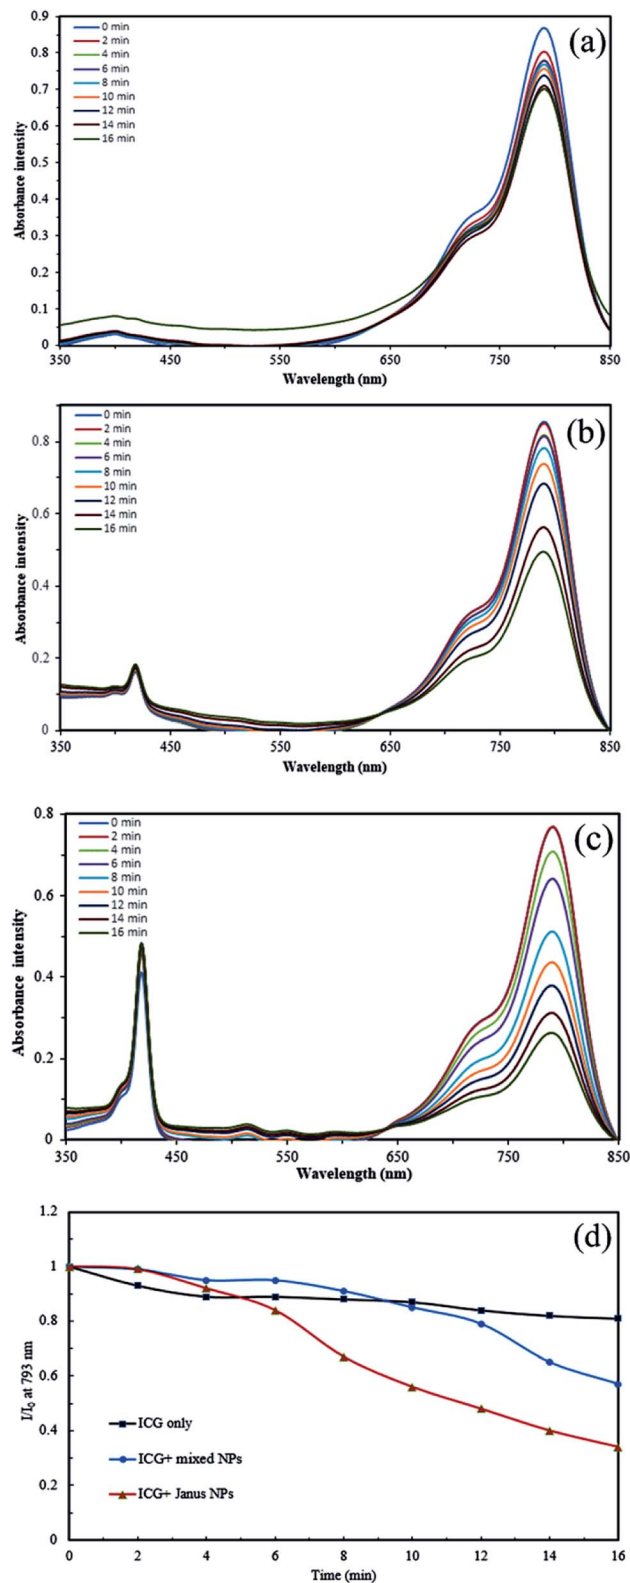 (a)
0 min
2 min
4 min
6 min
8 min
10 min
12 min
14 min
16 min
Absorbance intensity
0.9
0.8
0.7
0.6
0.5
0.4
0.3
0.2
0.1
0
350 450 550 650 750 850
Wavelength (nm)
(b)
0 min
2 min
4 min
6 min
8 min
10 min
12 min
14 min
16 min
Absorbance intensity
0.8
0.6
0.4
0.2
0
350 450 550 650 750 850
Wavelength (nm)
(c)
0 min
2 min
4 min
6 min
8 min
10 min
12 min
14 min
16 min
Absorbance intensity
0.8
0.6
0.4
0.2
0
350 450 550 650 750 850
Wavelength (nm)
(d)
I/I₀ at 793 nm
1.2
1
0.8
0.6
0.4
0.2
0
ICG only
ICG+ mixed NPs
ICG+ Janus NPs
0 2 4 6 8 10 12 14 16
Time (min)